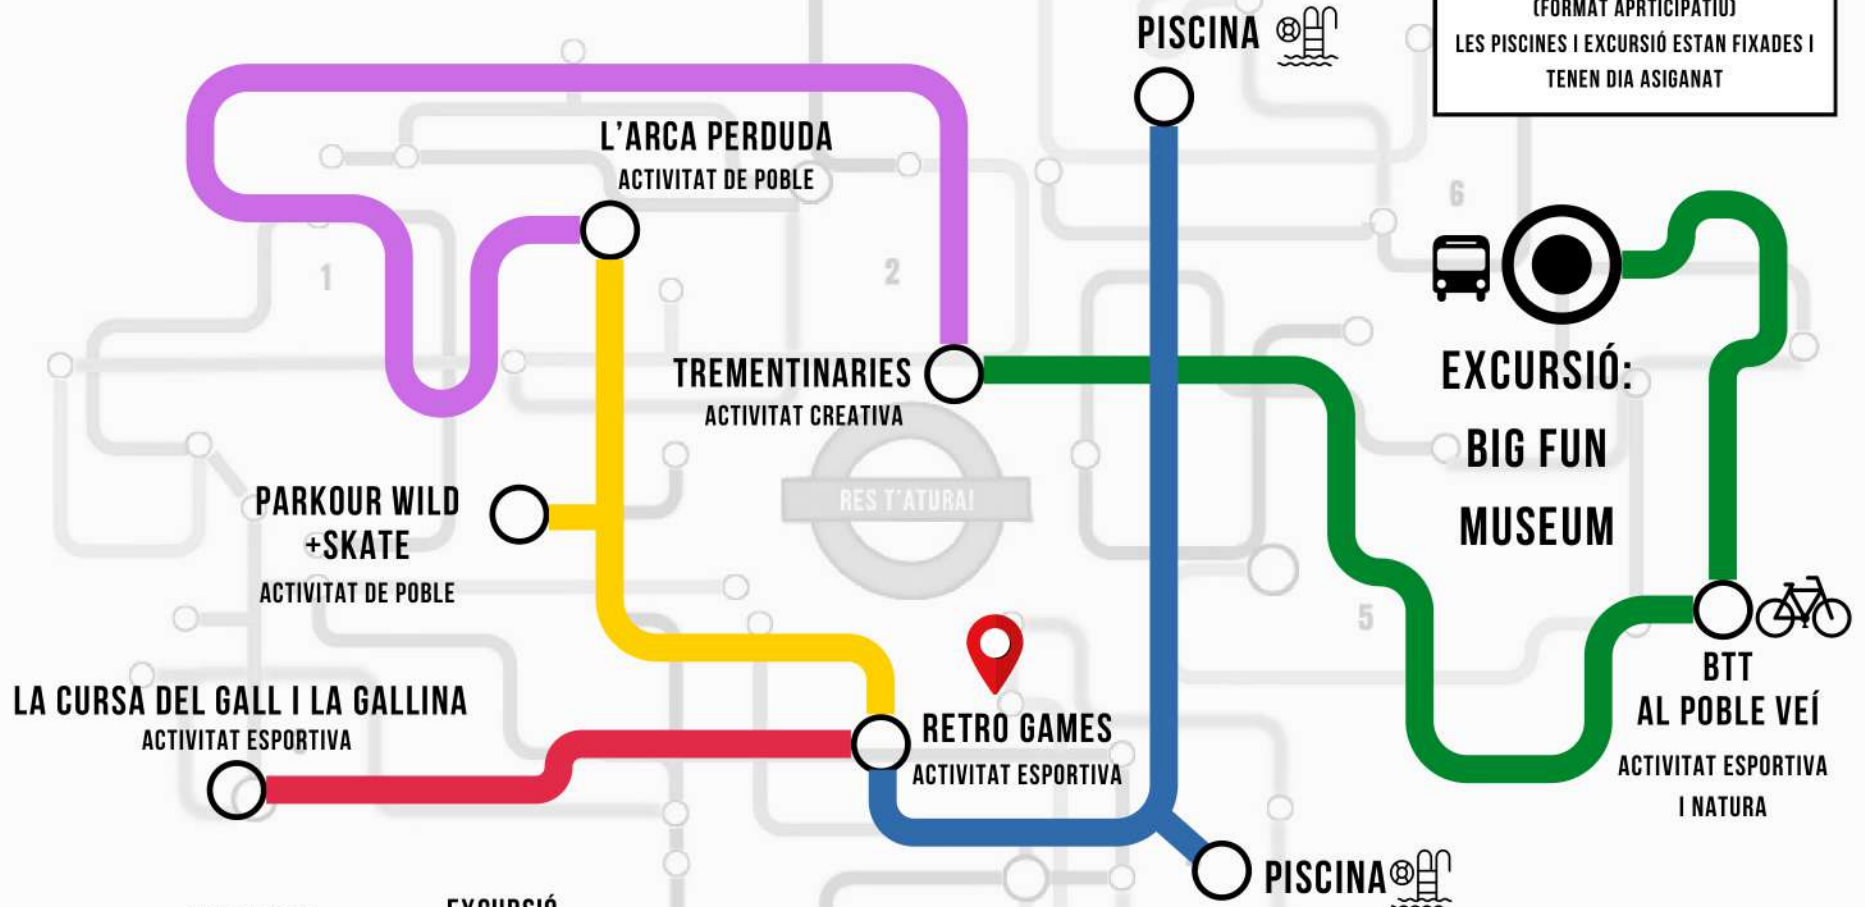 (FORMAT APRTICIPATIU)
LES PISCINES I EXCURSIÓ ESTAN FIXADES I
TENEN DIA ASIGANAT
PISCINA
L'ARCA PERDUDA
ACTIVITAT DE POBLE
6
1
2
TREMENTINARIES
ACTIVITAT CREATIVA
EXCURSIÓ:
BIG FUN
MUSEUM
RES T'ATURA!
PARKOUR WILD
+SKATE
ACTIVITAT DE POBLE
5
BTT
AL POBLE VEÍ
ACTIVITAT ESPORTIVA
I NATURA
LA CURSA DEL GALL I LA GALLINA
ACTIVITAT ESPORTIVA
RETRO GAMES
ACTIVITAT ESPORTIVA
PISCINA
EXCURSIÓ